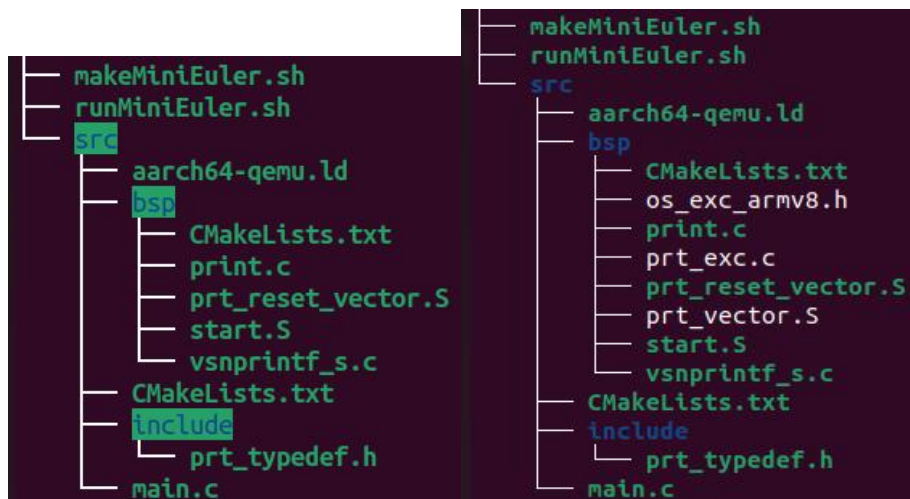 makeMiniEuler.sh
runMiniEuler.sh
src
aarch64-qemu.ld
bsp
CMakeLists.txt
print.c
prt_reset_vector.S
start.S
vsnprintf_s.c
CMakeLists.txt
include
prt_typedef.h
main.c
makeMiniEuler.sh
runMiniEuler.sh
src
aarch64-qemu.ld
bsp
CMakeLists.txt
os_exc_armv8.h
print.c
prt_exc.c
prt_reset_vector.S
prt_vector.S
start.S
vsnprintf_s.c
CMakeLists.txt
include
prt_typedef.h
main.c